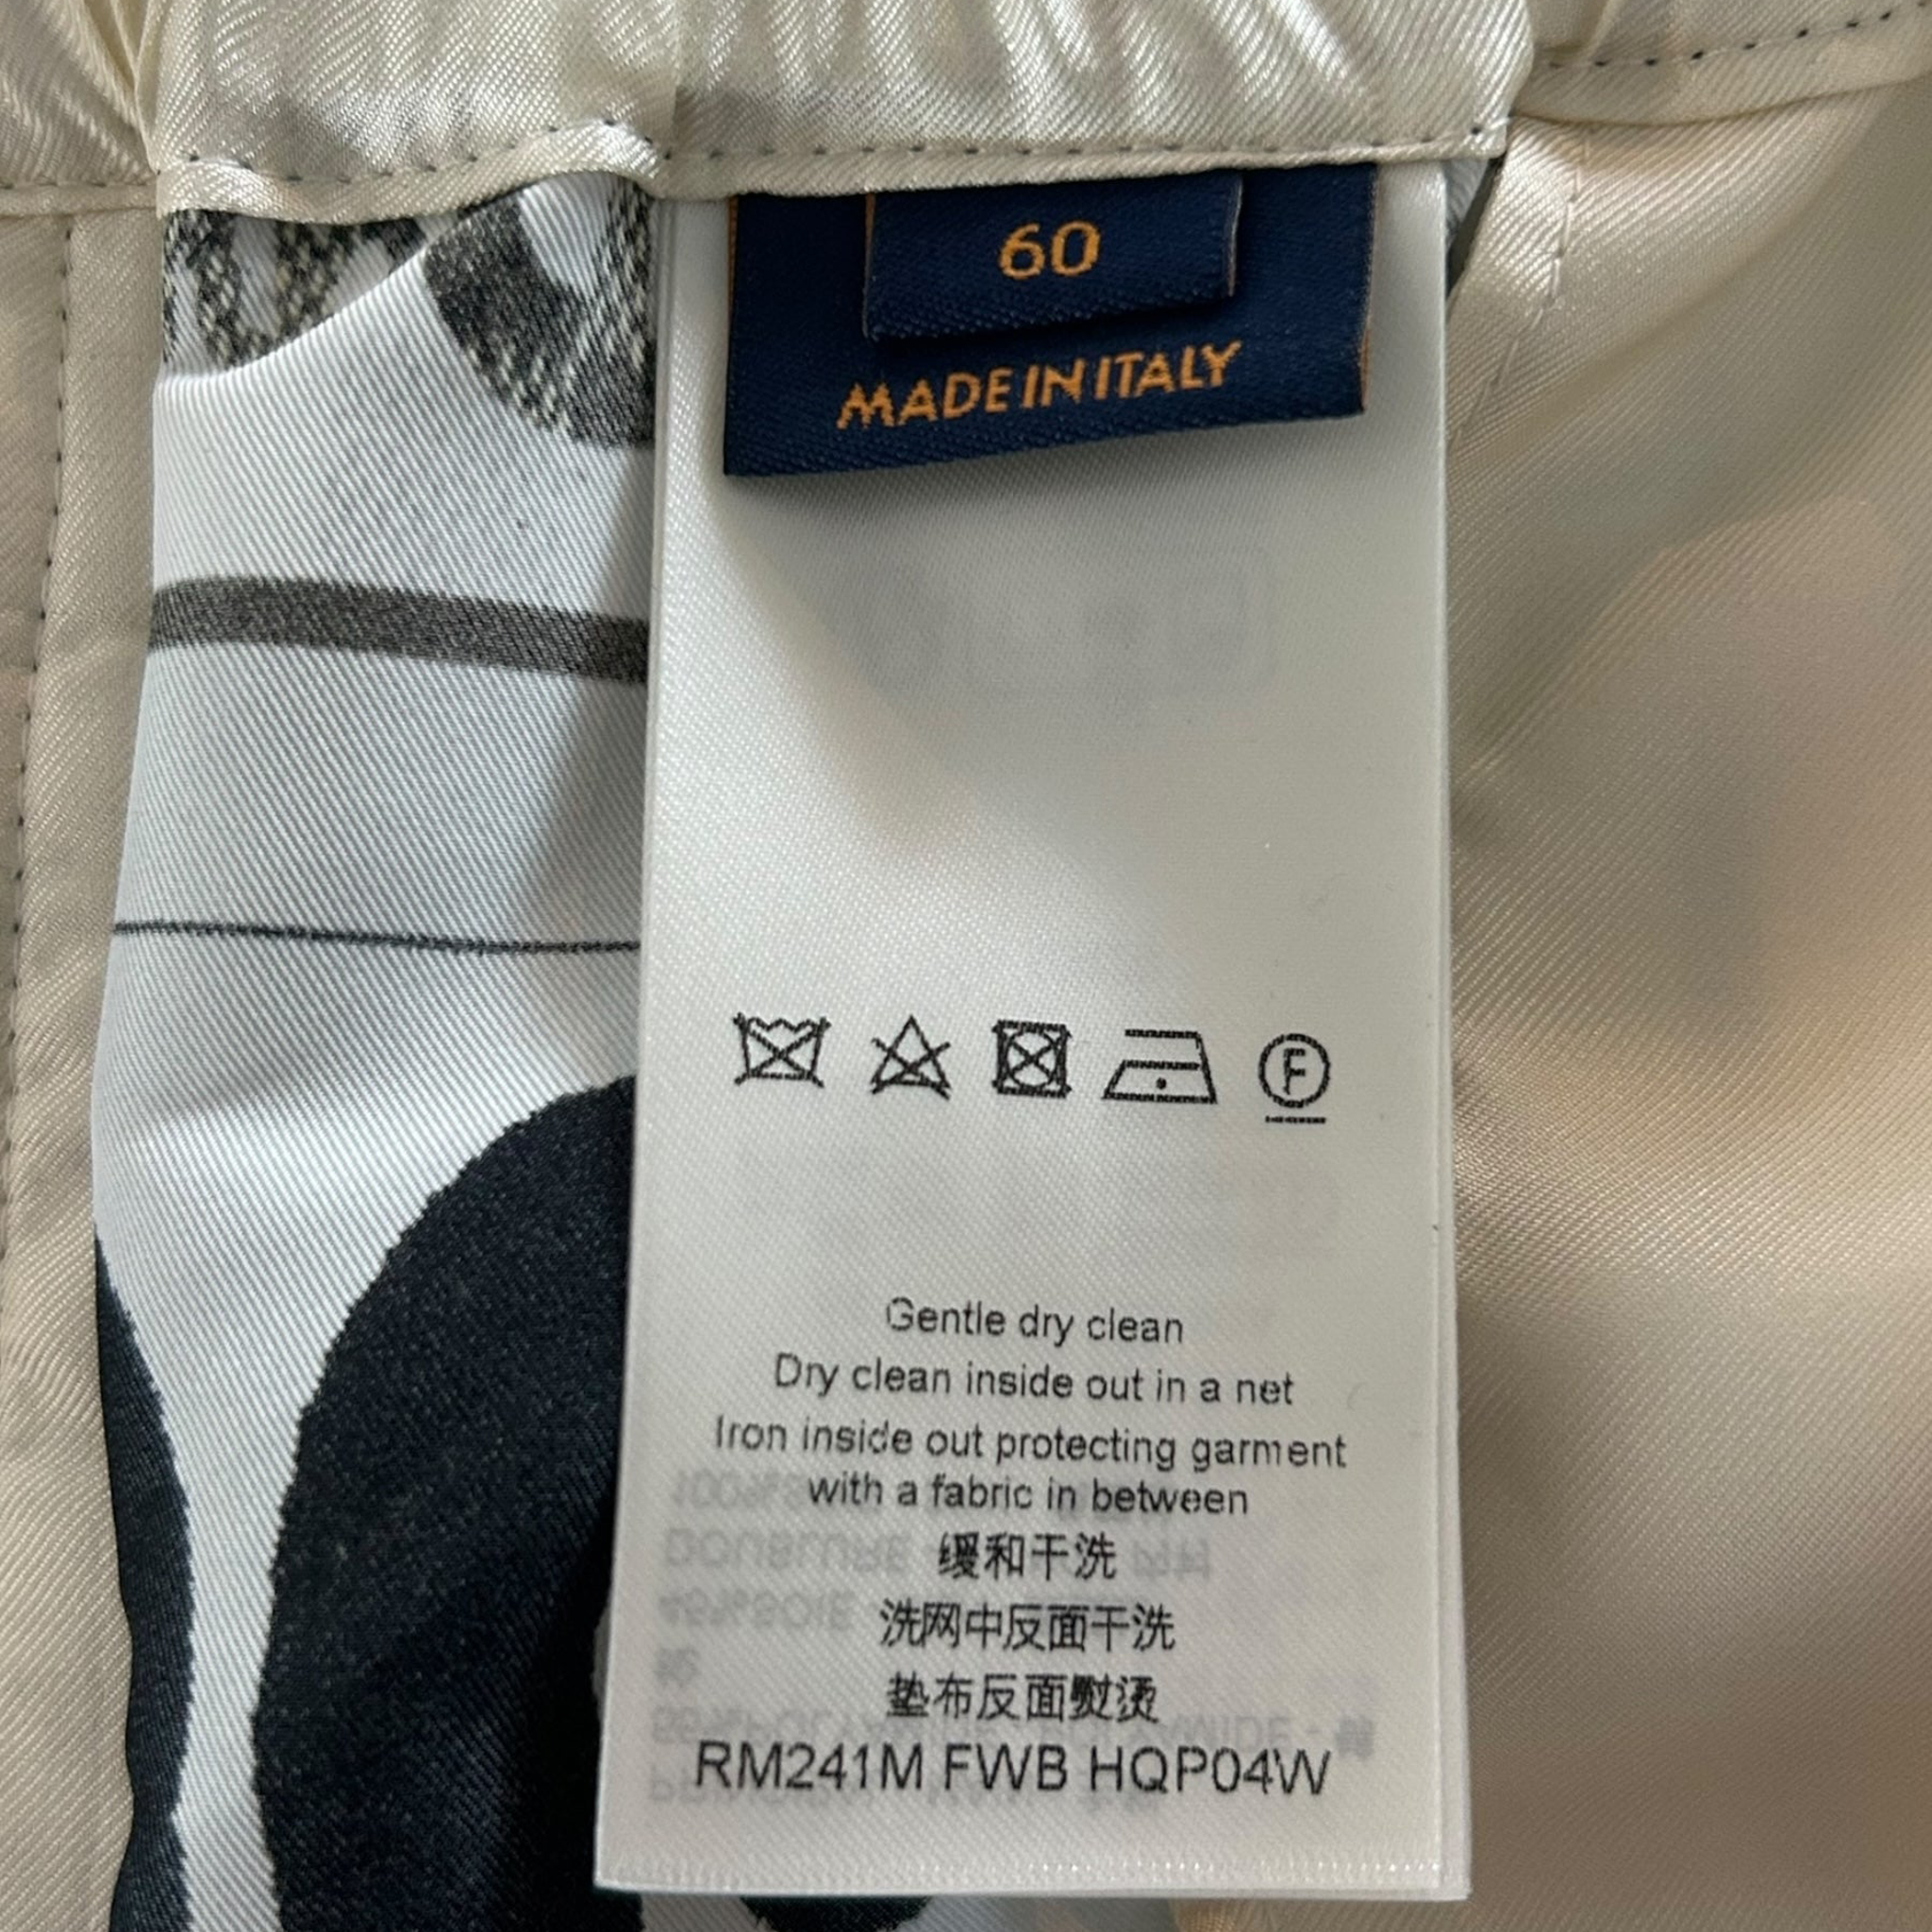 60
MADE IN ITALY
F
Gentle dry clean
Dry clean inside out in a net
Iron inside out protecting garment
with a fabric in between
缓和干洗
洗网中反面干洗
垫布反面熨烫
RM241M FWB HQP04W